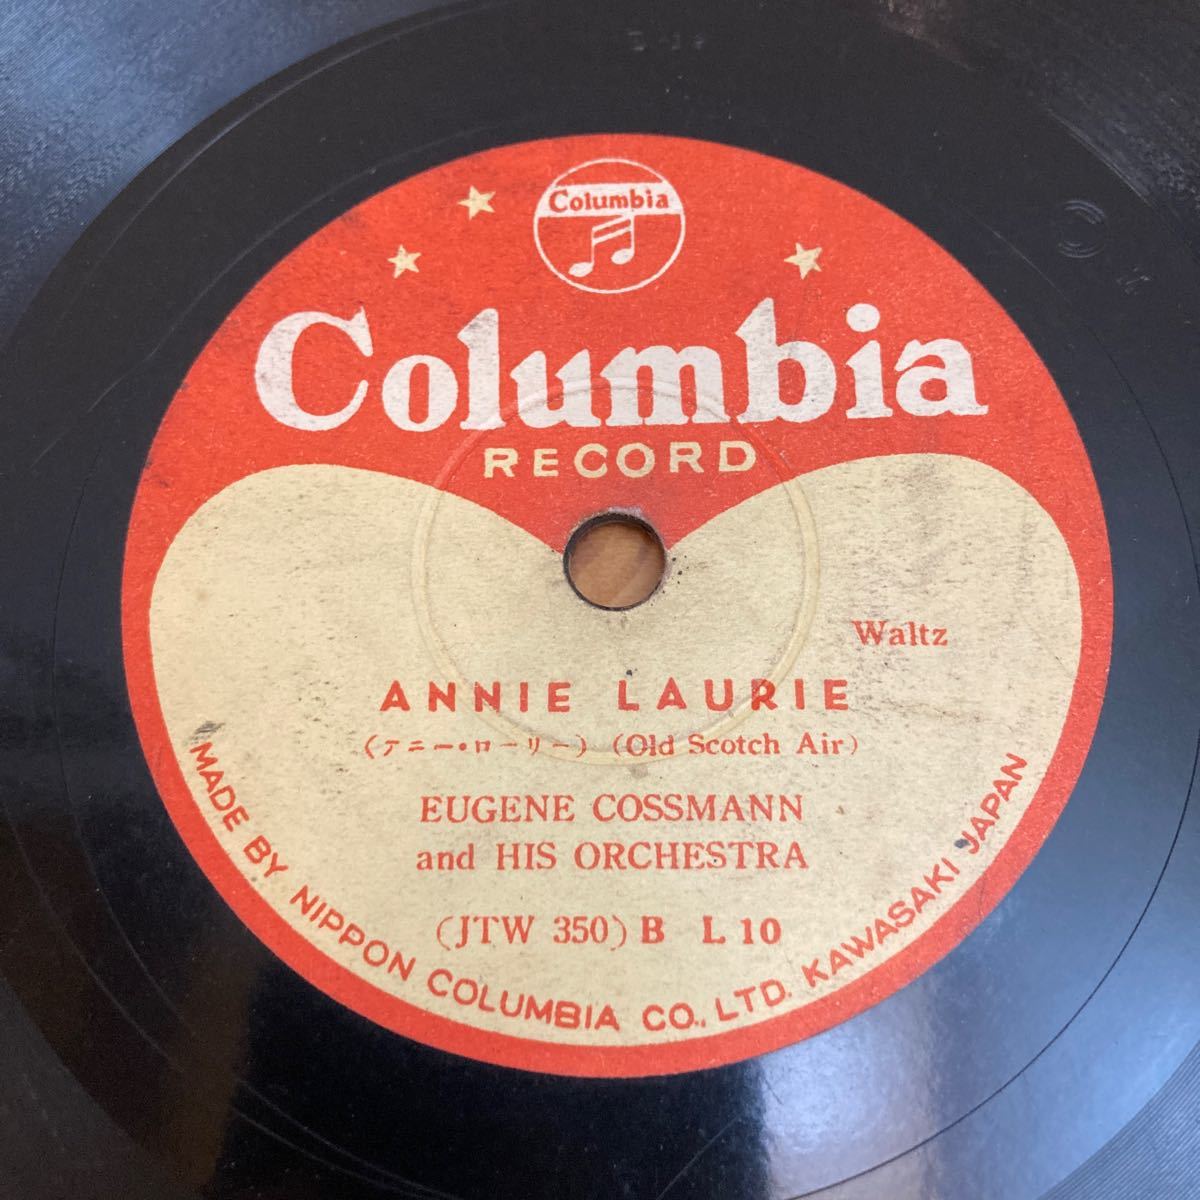 Columbia
Columbia
RECORD
Waltz
ANNIE LAURIE
(アニー・ローリー) (Old Scotch Air)
EUGENE COSSMANN
and HIS ORCHESTRA
(JTW 350) B L 10
MADE BY NIPPON COLUMBIA CO., LTD. KAWASAKI JAPAN